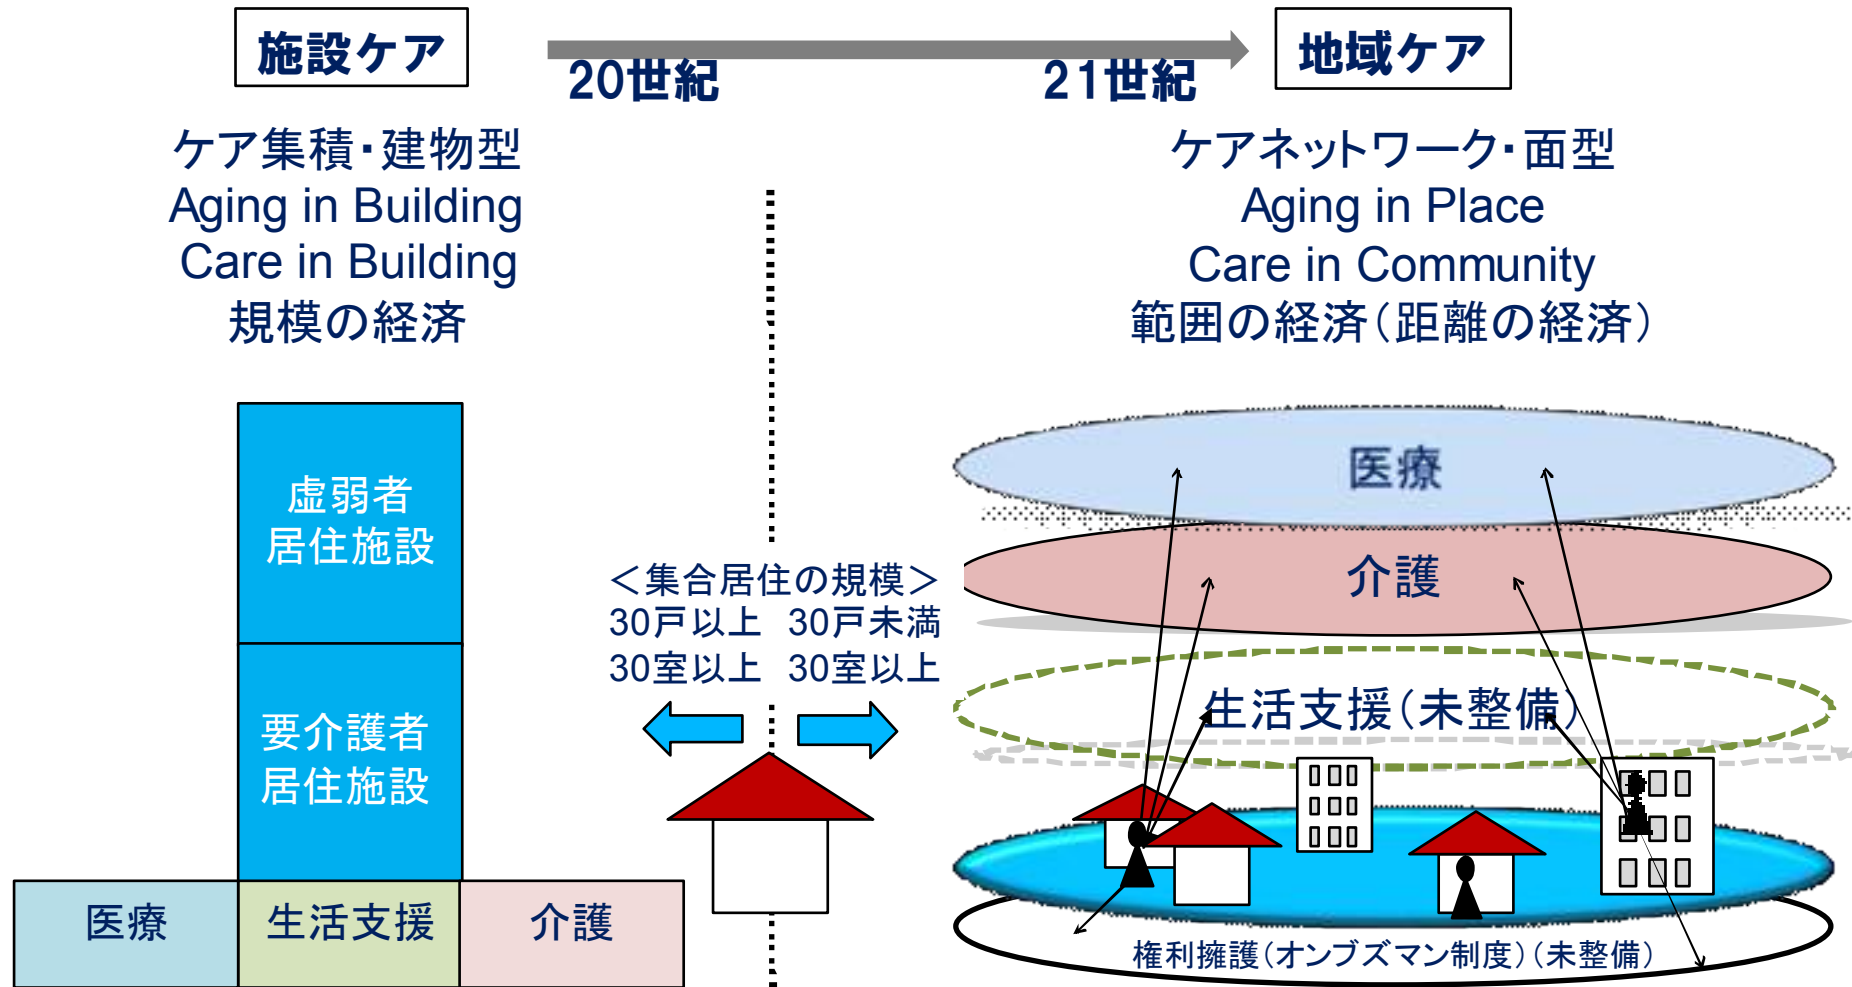 施設ケア
20世紀
21世紀
地域ケア
ケア集積・建物型
Aging in Building
Care in Building
規模の経済
ケアネットワーク・面型
Aging in Place
Care in Community
範囲の経済(距離の経済)
虚弱者
居住施設
要介護者
居住施設
医療
生活支援
介護
<集合居住の規模>
30戸以上 30戸未満
30室以上 30室以上
医療
介護
生活支援(未整備)
権利擁護(オンブズマン制度)(未整備)